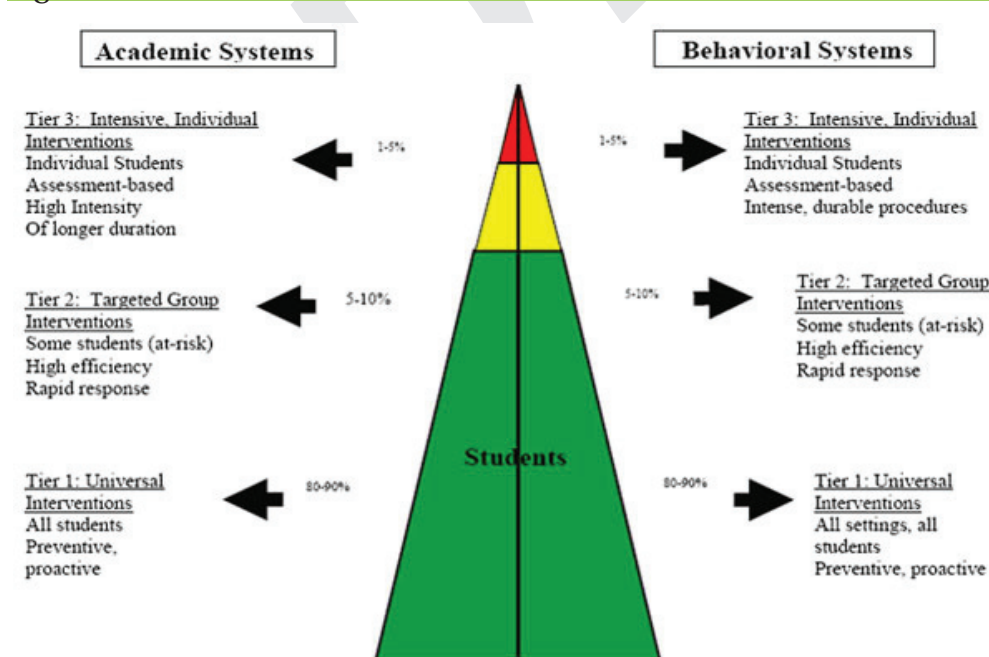 Academic Systems
Tier 3: Intensive, Individual
Interventions
Individual Students
Assessment-based
High Intensity
Of longer duration
1-5%
Tier 2: Targeted Group
Interventions
Some students (at-risk)
High efficiency
Rapid response
5-10%
Tier 1: Universal
Interventions
All students
Preventive,
proactive
80-90%
Students
Behavioral Systems
1-5%
Tier 3: Intensive, Individual
Interventions
Individual Students
Assessment-based
Intense, durable procedures
5-10%
Tier 2: Targeted Group
Interventions
Some students (at-risk)
High efficiency
Rapid response
80-90%
Tier 1: Universal
Interventions
All settings, all
students
Preventive, proactive